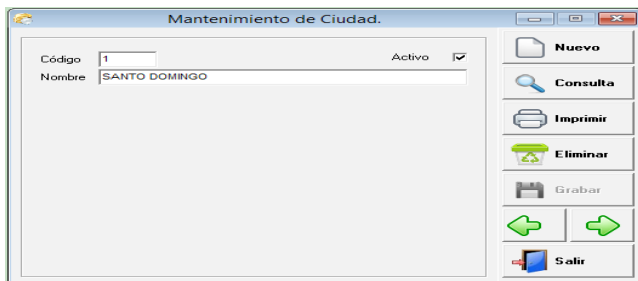 Mantenimiento de Ciudad.
Código 1 Activo
Nombre SANTO DOMINGO
Nuevo
Consulta
Imprimir
Eliminar
Grabar
Salir